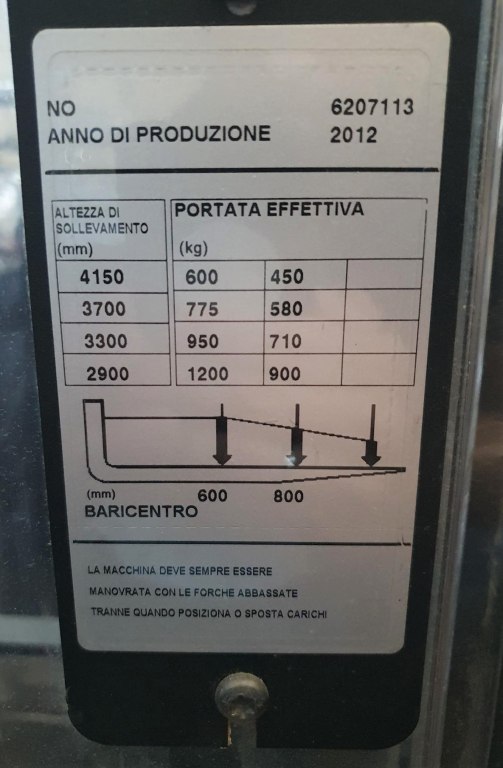 NO 6207113
ANNO DI PRODUZIONE 2012
ALTEZZA DI
SOLLEVAMENTO
(mm)
PORTATA EFFETTIVA
(kg)
4150 600 450
3700 775 580
3300 950 710
2900 1200 900
(mm) 600 800
BARICENTRO
LA MACCHINA DEVE SEMPRE ESSERE
MANOVRATA CON LE FORCHE ABBASSATE
TRANNE QUANDO POSIZIONA O SPOSTA CARICHI